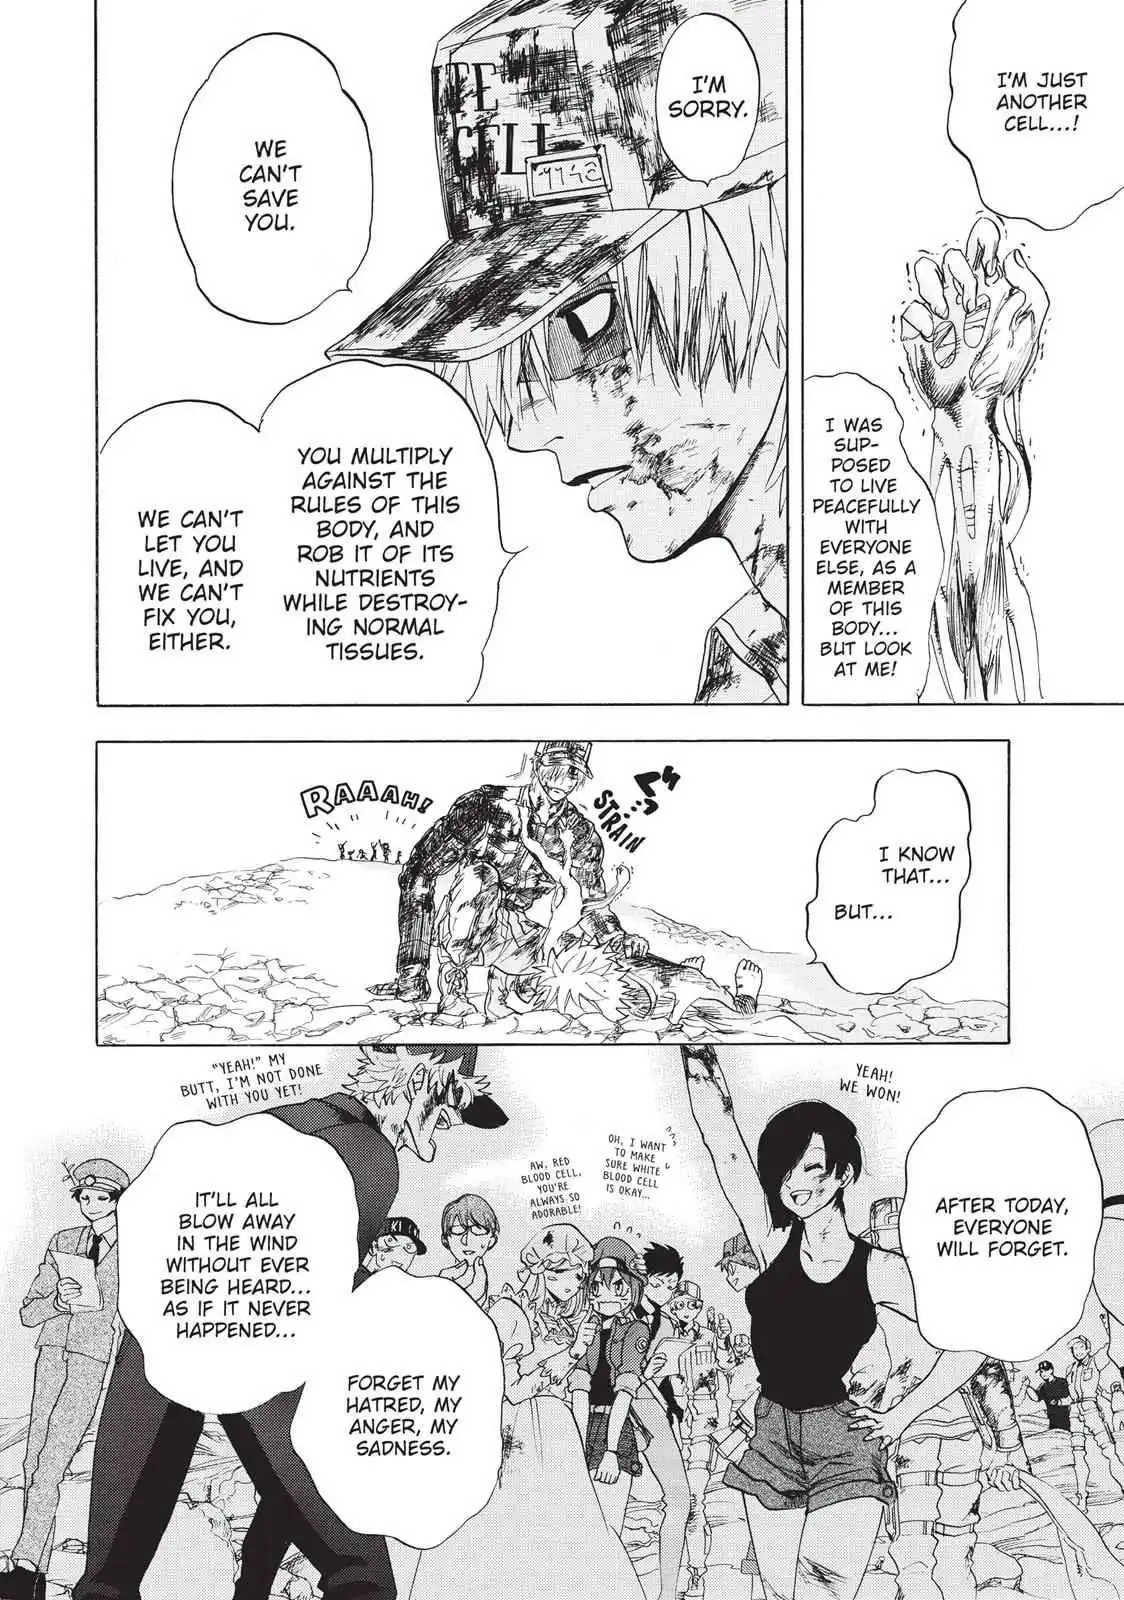 I'M JUST
ANOTHER
CELL...!
I WAS
SUP-
POSED
TO LIVE
PEACEFULLY
WITH
EVERYONE
ELSE, AS A
MEMBER
OF THIS
BODY...
BUT LOOK
AT ME!
I'M
SORRY.
ITE
CELL
WE
CAN'T
SAVE
YOU.
YOU MULTIPLY
AGAINST THE
RULES OF THIS
BODY, AND
ROB IT OF ITS
NUTRIENTS
WHILE DESTROY-
ING NORMAL
TISSUES.
WE CAN'T
LET YOU
LIVE, AND
WE CAN'T
FIX YOU,
EITHER.
I KNOW
THAT...
BUT...
STRAIN
RAAAAH!
YEAH!
WE WON!
AFTER TODAY,
EVERYONE
WILL FORGET.
OH, I WANT
TO MAKE
SURE WHITE
BLOOD CELL
IS OKAY...
AW, RED
BLOOD CELL,
YOU'RE
ALWAYS SO
ADORABLE!
"YEAH!" MY
BUTT, I'M NOT DONE
WITH YOU YET!
KI
IT'LL ALL
BLOW AWAY
IN THE WIND
WITHOUT EVER
BEING HEARD...
AS IF IT NEVER
HAPPENED...
FORGET MY
HATRED, MY
ANGER, MY
SADNESS.